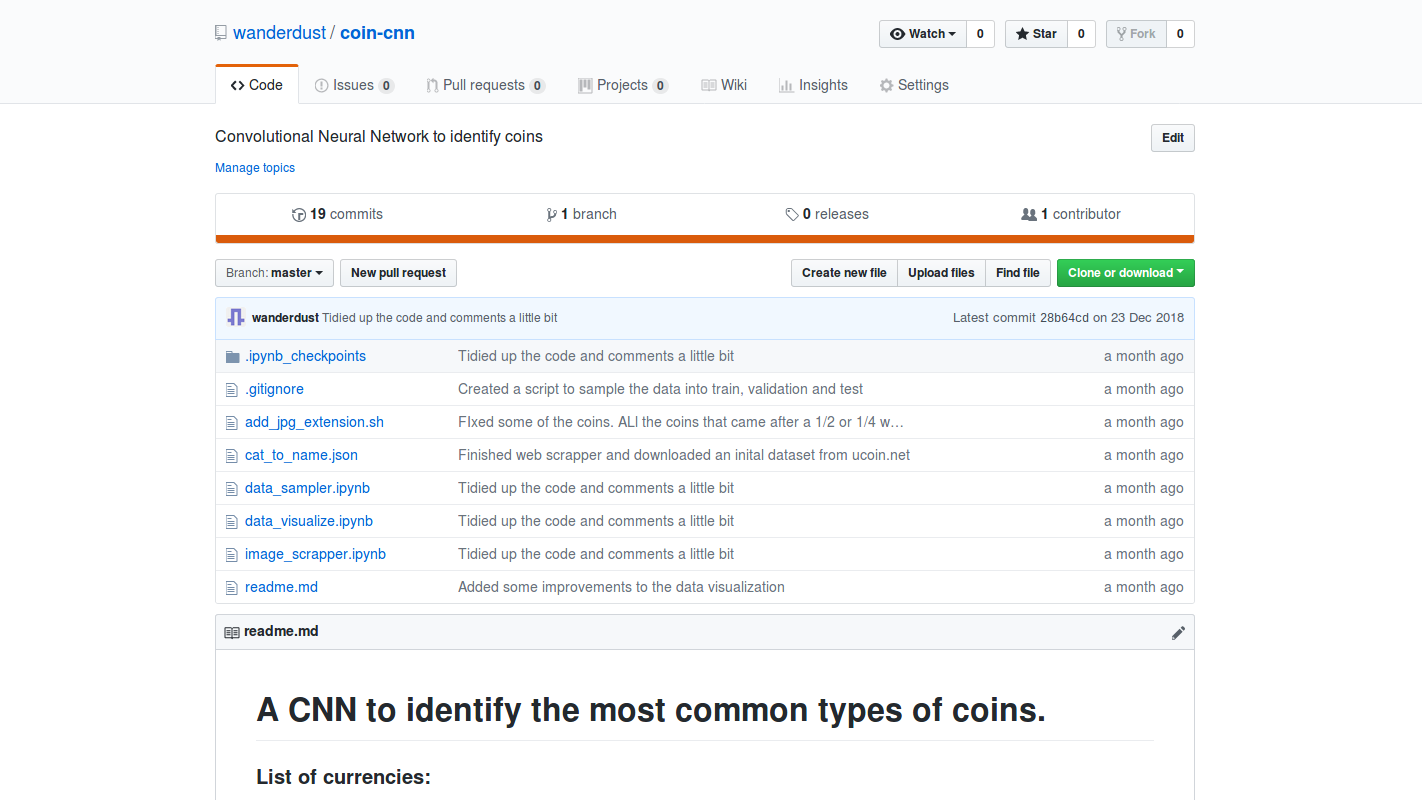 wanderdust / coin-cnn
Watch 0 Star 0 Fork 0
Code Issues 0 Pull requests 0 Projects 0 Wiki Insights Settings
Convolutional Neural Network to identify coins
Edit
Manage topics
19 commits 1 branch 0 releases 1 contributor
Branch: master New pull request Create new file Upload files Find file Clone or download
wanderdust Tidied up the code and comments a little bit Latest commit 28b64cd on 23 Dec 2018
.ipynb_checkpoints Tidied up the code and comments a little bit a month ago
.gitignore Created a script to sample the data into train, validation and test a month ago
add_jpg_extension.sh FIxed some of the coins. ALl the coins that came after a 1/2 or 1/4 w… a month ago
cat_to_name.json Finished web scrapper and downloaded an inital dataset from ucoin.net a month ago
data_sampler.ipynb Tidied up the code and comments a little bit a month ago
data_visualize.ipynb Tidied up the code and comments a little bit a month ago
image_scrapper.ipynb Tidied up the code and comments a little bit a month ago
readme.md Added some improvements to the data visualization a month ago
readme.md
A CNN to identify the most common types of coins.
List of currencies: